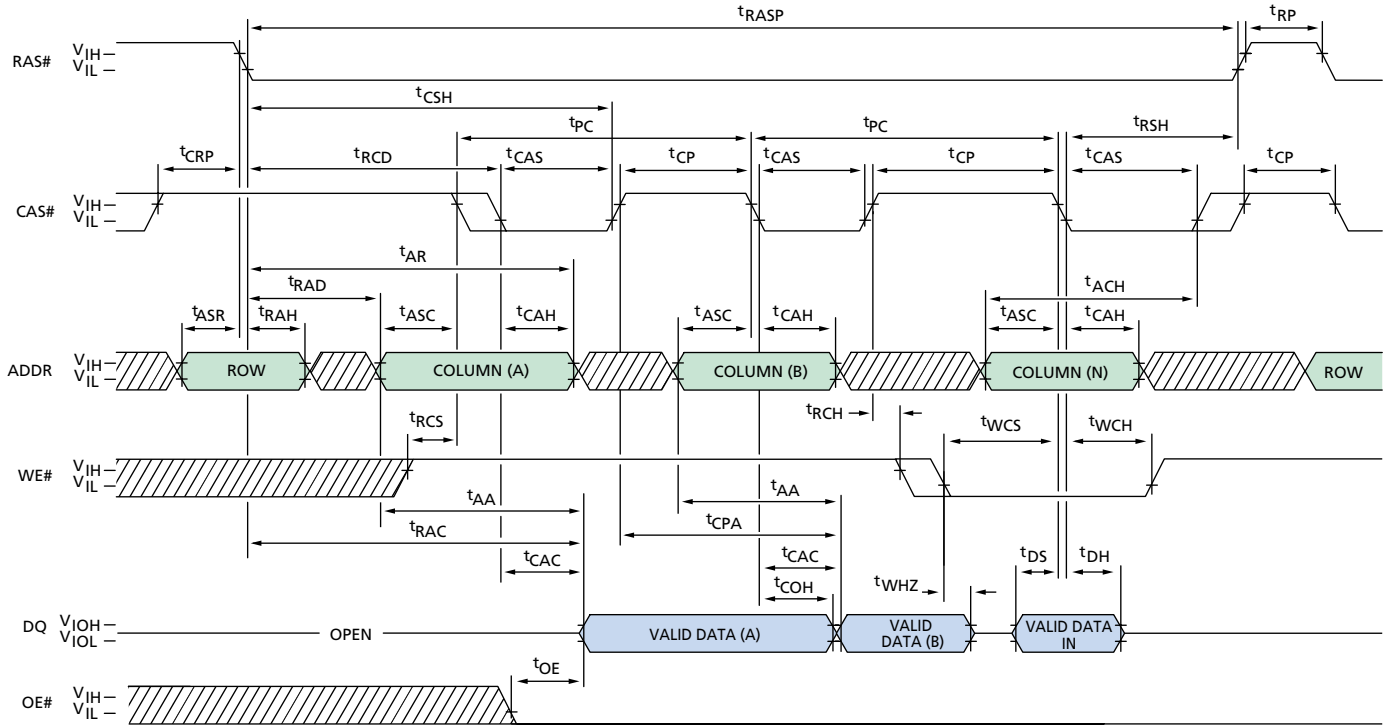 tRASP tRP
RAS# VIH VIL
tCSH
tPC tPC tRSH
tCRP tRCD tCAS tCP tCAS tCP tCAS tCP
CAS# VIH VIL
tAR
tRAD tACH
tASR tRAH tASC tCAH tASC tCAH tASC tCAH
ADDR VIH VIL ROW COLUMN (A) COLUMN (B) COLUMN (N) ROW
tRCH
tRCS tWCS tWCH
WE# VIH VIL
tAA tAA
tRAC tCPA
tCAC tCAC tDS tDH
tCOH tWHZ
DQ VIOH VIOL OPEN VALID DATA (A) VALID DATA (B) VALID DATA IN
tOE
OE# VIH VIL